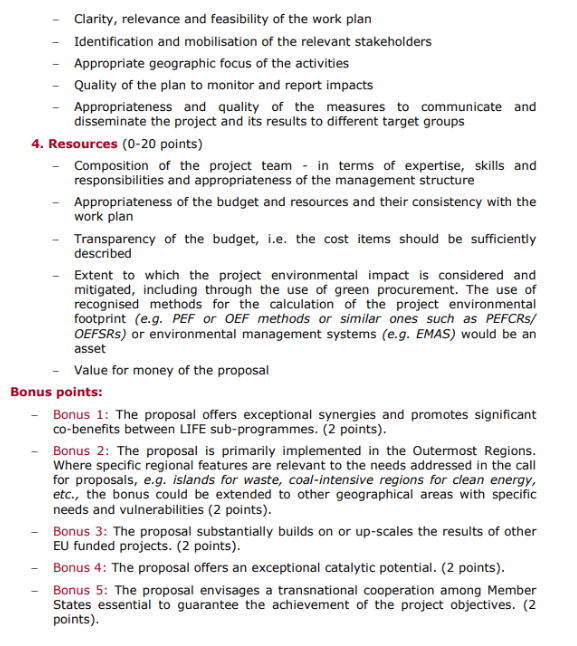 – Clarity, relevance and feasibility of the work plan
– Identification and mobilisation of the relevant stakeholders
– Appropriate geographic focus of the activities
– Quality of the plan to monitor and report impacts
– Appropriateness and quality of the measures to communicate and
disseminate the project and its results to different target groups
4. Resources (0-20 points)
– Composition of the project team - in terms of expertise, skills and
responsibilities and appropriateness of the management structure
– Appropriateness of the budget and resources and their consistency with the
work plan
– Transparency of the budget, i.e. the cost items should be sufficiently
described
– Extent to which the project environmental impact is considered and
mitigated, including through the use of green procurement. The use of
recognised methods for the calculation of the project environmental
footprint (e.g. PEF or OEF methods or similar ones such as PEFCRs/
OEFSRs) or environmental management systems (e.g. EMAS) would be an
asset
– Value for money of the proposal
Bonus points:
– Bonus 1: The proposal offers exceptional synergies and promotes significant
co-benefits between LIFE sub-programmes. (2 points).
– Bonus 2: The proposal is primarily implemented in the Outermost Regions.
Where specific regional features are relevant to the needs addressed in the call
for proposals, e.g. islands for waste, coal-intensive regions for clean energy,
etc., the bonus could be extended to other geographical areas with specific
needs and vulnerabilities (2 points).
– Bonus 3: The proposal substantially builds on or up-scales the results of other
EU funded projects. (2 points).
– Bonus 4: The proposal offers an exceptional catalytic potential. (2 points).
– Bonus 5: The proposal envisages a transnational cooperation among Member
States essential to guarantee the achievement of the project objectives. (2
points).